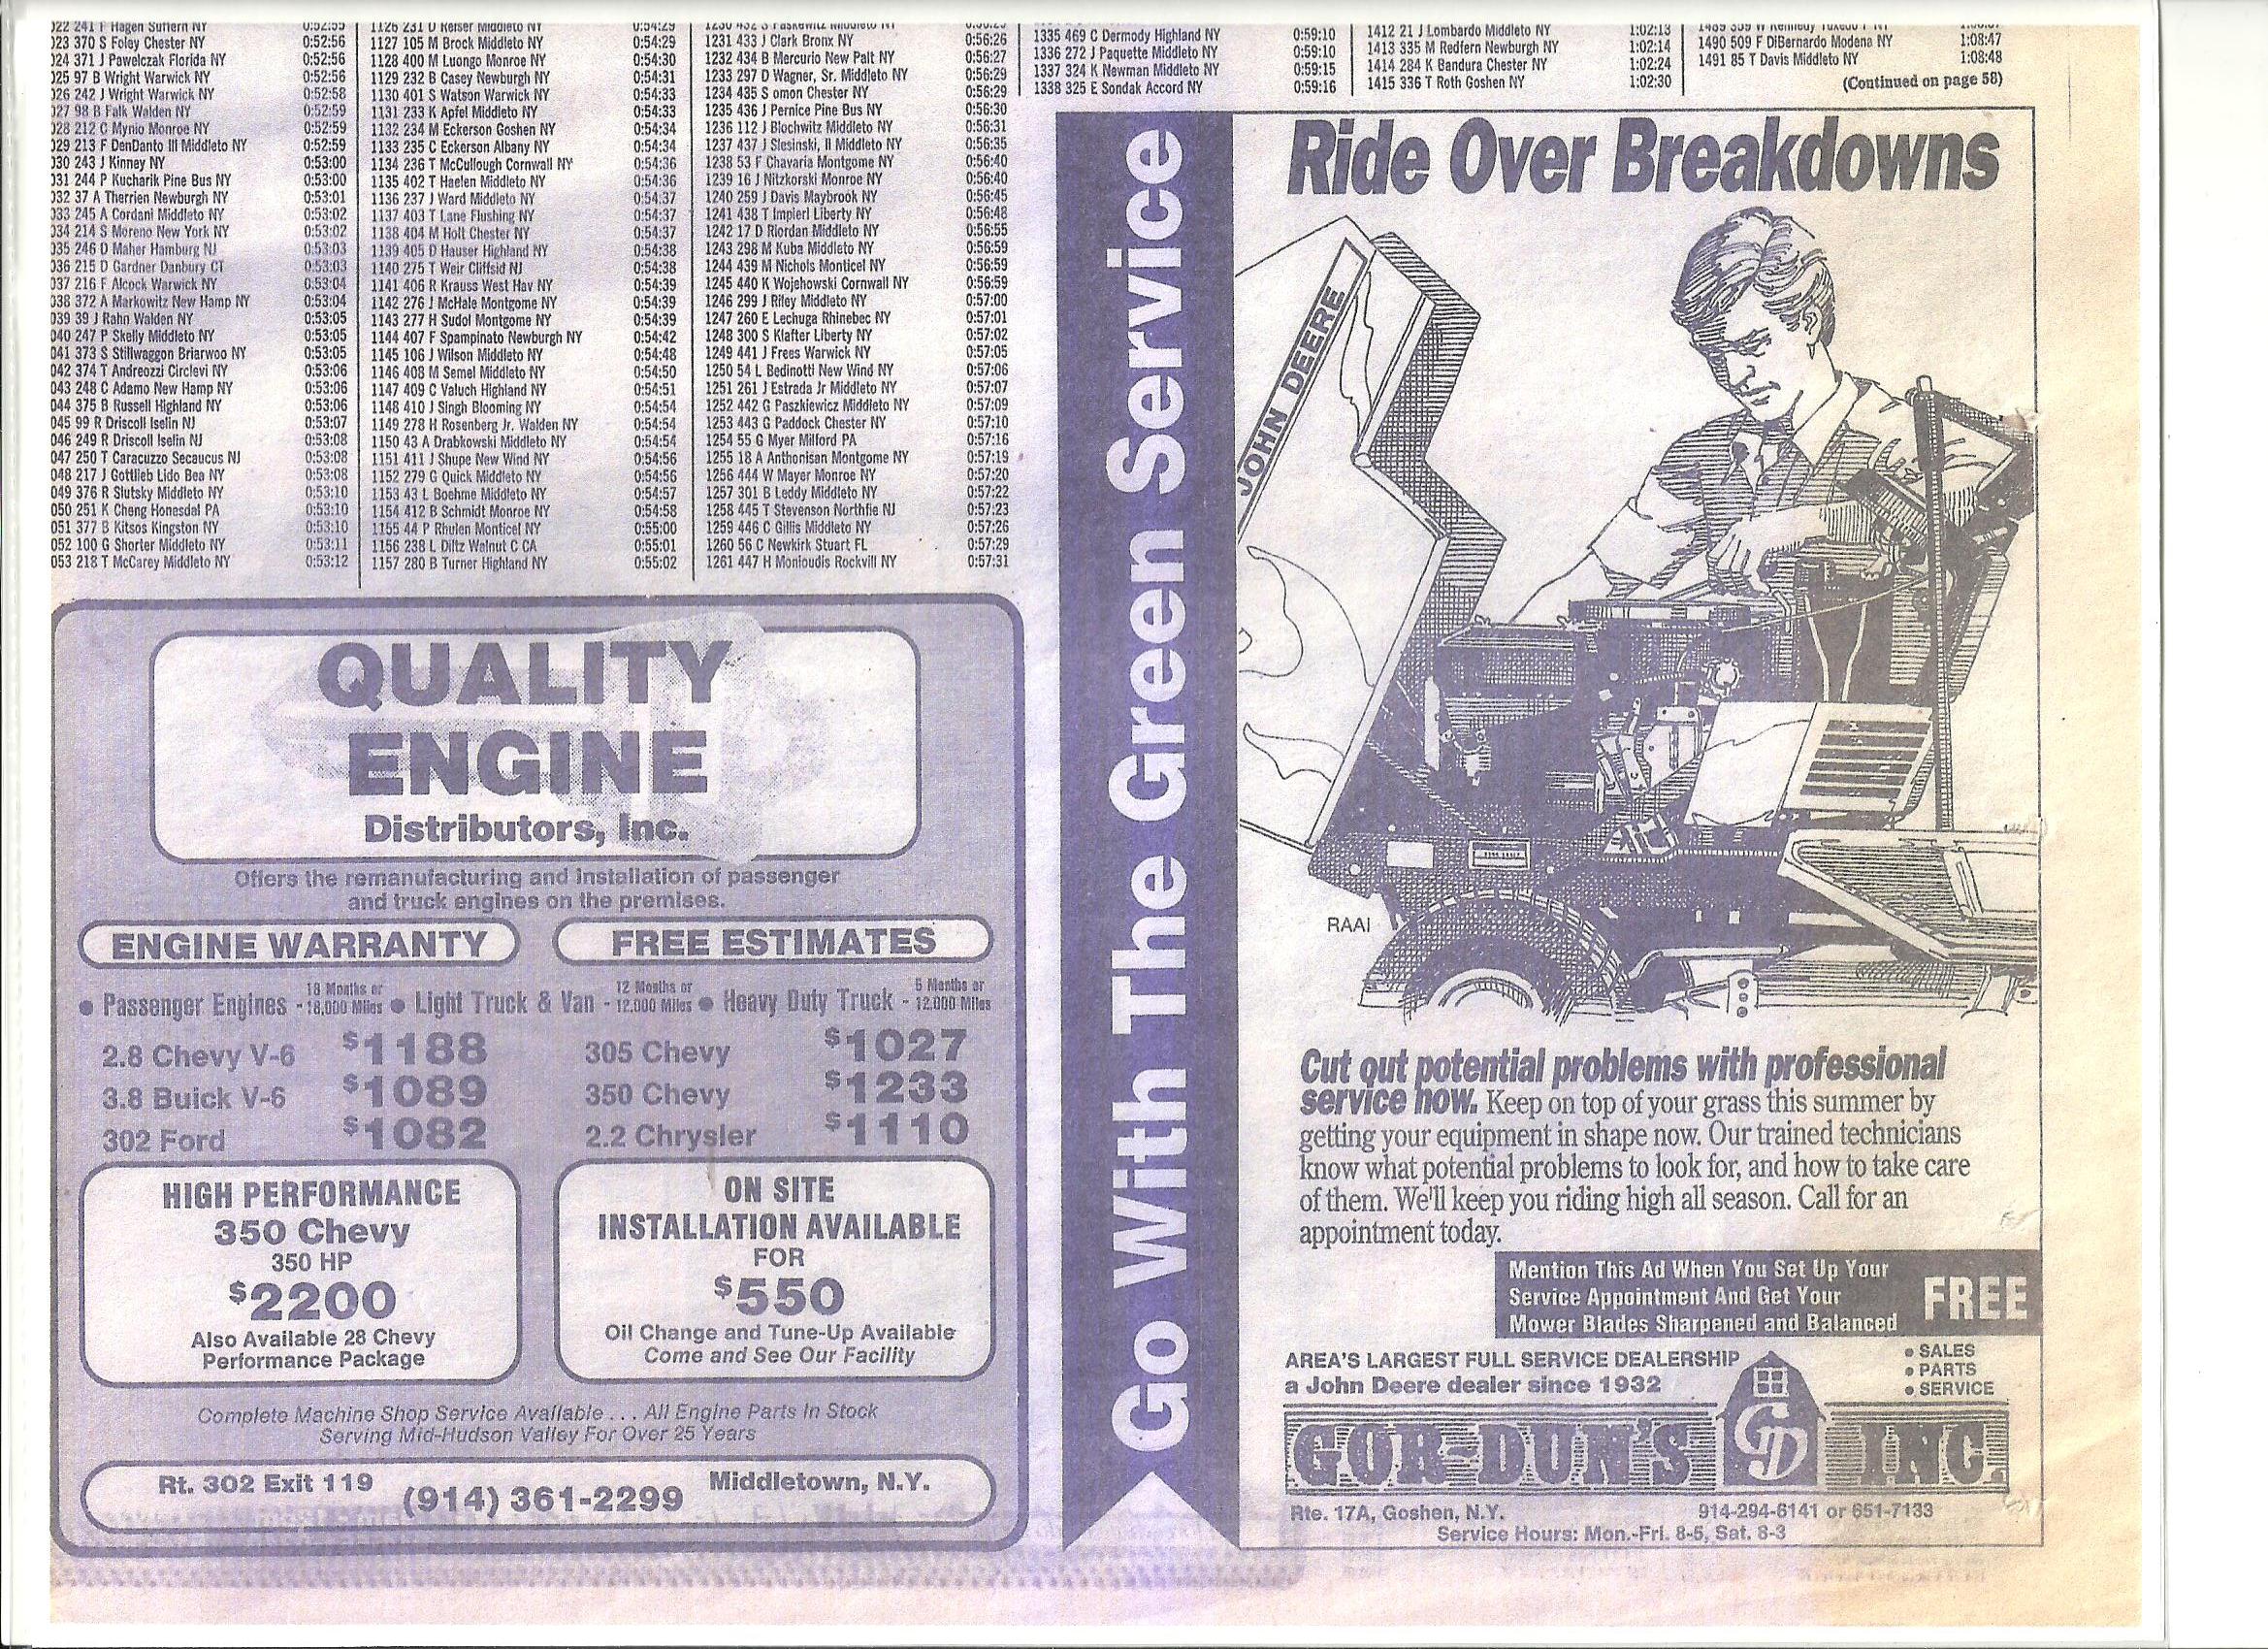 022 241 F Hagen Suffern NY 0:52:55
023 370 S Foley Chester NY 0:52:56
024 371 J Pawelczak Florida NY 0:52:56
025 97 B Wright Warwick NY 0:52:56
026 242 J Wright Warwick NY 0:52:58
027 98 B Falk Walden NY 0:52:59
028 212 C Mynio Monroe NY 0:52:59
029 213 F DenDanto III Middleto NY 0:52:59
030 243 J Kinney NY 0:53:00
031 244 P Kucharik Pine Bus NY 0:53:00
032 37 A Therrien Newburgh NY 0:53:01
033 245 A Cordani Middleto NY 0:53:02
034 214 S Moreno New York NY 0:53:02
035 246 D Maher Hamburg NJ 0:53:03
036 215 D Gardner Danbury CT 0:53:03
037 216 F Alcock Warwick NY 0:53:04
038 372 A Markowitz New Hamp NY 0:53:04
039 39 J Rahn Walden NY 0:53:05
040 247 P Skelly Middleto NY 0:53:05
041 373 S Stillwaggon Briarwoo NY 0:53:05
042 374 T Andreozzi Circlevi NY 0:53:06
043 248 C Adamo New Hamp NY 0:53:06
044 375 B Russell Highland NY 0:53:06
045 99 R Driscoll Iselin NJ 0:53:07
046 249 R Driscoll Iselin NJ 0:53:08
047 250 T Caracuzzo Secaucus NJ 0:53:08
048 217 J Gottlieb Lido Bea NY 0:53:08
049 376 R Slutsky Middleto NY 0:53:10
050 251 K Cheng Honesdal PA 0:53:10
051 377 B Kitsos Kingston NY 0:53:10
052 100 G Shorter Middleto NY 0:53:11
053 218 T McCarey Middleto NY 0:53:12
1126 231 D Keiser Middleto NY 0:54:29
1127 105 M Brock Middleto NY 0:54:29
1128 400 M Luongo Monroe NY 0:54:30
1129 232 B Casey Newburgh NY 0:54:31
1130 401 S Watson Warwick NY 0:54:33
1131 233 K Apfel Middleto NY 0:54:33
1132 234 M Eckerson Goshen NY 0:54:34
1133 235 C Eckerson Albany NY 0:54:34
1134 236 T McCullough Cornwall NY 0:54:36
1135 402 T Haelen Middleto NY 0:54:36
1136 237 J Ward Middleto NY 0:54:37
1137 403 T Lane Flushing NY 0:54:37
1138 404 M Holt Chester NY 0:54:37
1139 405 D Hauser Highland NY 0:54:38
1140 275 T Weir Cliffsid NJ 0:54:38
1141 406 R Krauss West Hav NY 0:54:39
1142 276 J McHale Montgome NY 0:54:39
1143 277 H Sudol Montgome NY 0:54:39
1144 407 F Spampinato Newburgh NY 0:54:42
1145 106 J Wilson Middleto NY 0:54:48
1146 408 M Semel Middleto NY 0:54:50
1147 409 C Valuch Highland NY 0:54:51
1148 410 J Singh Blooming NY 0:54:54
1149 278 H Rosenberg Jr. Walden NY 0:54:54
1150 43 A Drabkowski Middleto NY 0:54:54
1151 411 J Shupe New Wind NY 0:54:56
1152 279 G Quick Middleto NY 0:54:56
1153 43 L Boehme Middleto NY 0:54:57
1154 412 B Schmidt Monroe NY 0:54:58
1155 44 P Rhulen Monticel NY 0:55:00
1156 238 L Diltz Walnut C CA 0:55:01
1157 280 B Turner Highland NY 0:55:02
1230 432 S Paskewitz Middleto NY 0:56:25
1231 433 J Clark Bronx NY 0:56:26
1232 434 B Mercurio New Palt NY 0:56:27
1233 297 D Wagner, Sr. Middleto NY 0:56:29
1234 435 S omon Chester NY 0:56:29
1235 436 J Pernice Pine Bus NY 0:56:30
1236 112 J Blochwitz Middleto NY 0:56:31
1237 437 J Slesinski, II Middleto NY 0:56:35
1238 53 F Chavaria Montgome NY 0:56:40
1239 16 J Nitzkorski Monroe NY 0:56:40
1240 259 J Davis Maybrook NY 0:56:45
1241 438 T Impierl Liberty NY 0:56:48
1242 17 D Riordan Middleto NY 0:56:55
1243 298 M Kuba Middleto NY 0:56:59
1244 439 M Nichols Monticel NY 0:56:59
1245 440 K Wojehowski Cornwall NY 0:56:59
1246 299 J Riley Middleto NY 0:57:00
1247 260 E Lechuga Rhinebec NY 0:57:01
1248 300 S Klafter Liberty NY 0:57:02
1249 441 J Frees Warwick NY 0:57:05
1250 54 L Bedinotti New Wind NY 0:57:06
1251 261 J Estrada Jr Middleto NY 0:57:07
1252 442 G Paszkiewicz Middleto NY 0:57:09
1253 443 G Paddock Chester NY 0:57:10
1254 55 G Myer Milford PA 0:57:16
1255 18 A Anthonisan Montgome NY 0:57:19
1256 444 W Mayer Monroe NY 0:57:20
1257 301 B Leddy Middleto NY 0:57:22
1258 445 T Stevenson Northfie NJ 0:57:23
1259 446 C Gillis Middleto NY 0:57:26
1260 56 C Newkirk Stuart FL 0:57:29
1261 447 H Monioudis Rockvill NY 0:57:31
1335 469 C Dermody Highland NY 0:59:10
1336 272 J Paquette Middleto NY 0:59:10
1337 324 K Newman Middleto NY 0:59:15
1338 325 E Sondak Accord NY 0:59:16
1412 21 J Lombardo Middleto NY 1:02:13
1413 335 M Redfern Newburgh NY 1:02:14
1414 284 K Bandura Chester NY 1:02:24
1415 336 T Roth Goshen NY 1:02:30
1489 359 W Kennedy Tuxedo P NY
1490 509 F DiBernardo Modena NY 1:08:47
1491 85 T Davis Middleto NY 1:08:48
(Continued on page 58)
QUALITY
ENGINE
Distributors, Inc.
Offers the remanufacturing and installation of passenger
and truck engines on the premises.
ENGINE WARRANTY
FREE ESTIMATES
• Passenger Engines - 18 Months or 18,000 Miles • Light Truck & Van - 12 Months or 12,000 Miles • Heavy Duty Truck - 6 Months or 12,000 Miles
2.8 Chevy V-6 $1188
3.8 Buick V-6 $1089
302 Ford $1082
305 Chevy $1027
350 Chevy $1233
2.2 Chrysler $1110
HIGH PERFORMANCE
350 Chevy
350 HP
$2200
Also Available 28 Chevy
Performance Package
ON SITE
INSTALLATION AVAILABLE
FOR
$550
Oil Change and Tune-Up Available
Come and See Our Facility
Complete Machine Shop Service Available . . . All Engine Parts In Stock
Serving Mid-Hudson Valley For Over 25 Years
Rt. 302 Exit 119 (914) 361-2299 Middletown, N.Y.
Go With The Green Service
Ride Over Breakdowns
JOHN DEERE
RAAI
Cut out potential problems with professional
service now. Keep on top of your grass this summer by
getting your equipment in shape now. Our trained technicians
know what potential problems to look for, and how to take care
of them. We'll keep you riding high all season. Call for an
appointment today.
Mention This Ad When You Set Up Your
Service Appointment And Get Your
Mower Blades Sharpened and Balanced
FREE
AREA'S LARGEST FULL SERVICE DEALERSHIP
a John Deere dealer since 1932
• SALES
• PARTS
• SERVICE
GOR-DUN'S GD INC.
Rte. 17A, Goshen, N.Y. 914-294-6141 or 651-7133
Service Hours: Mon.-Fri. 8-5, Sat. 8-3